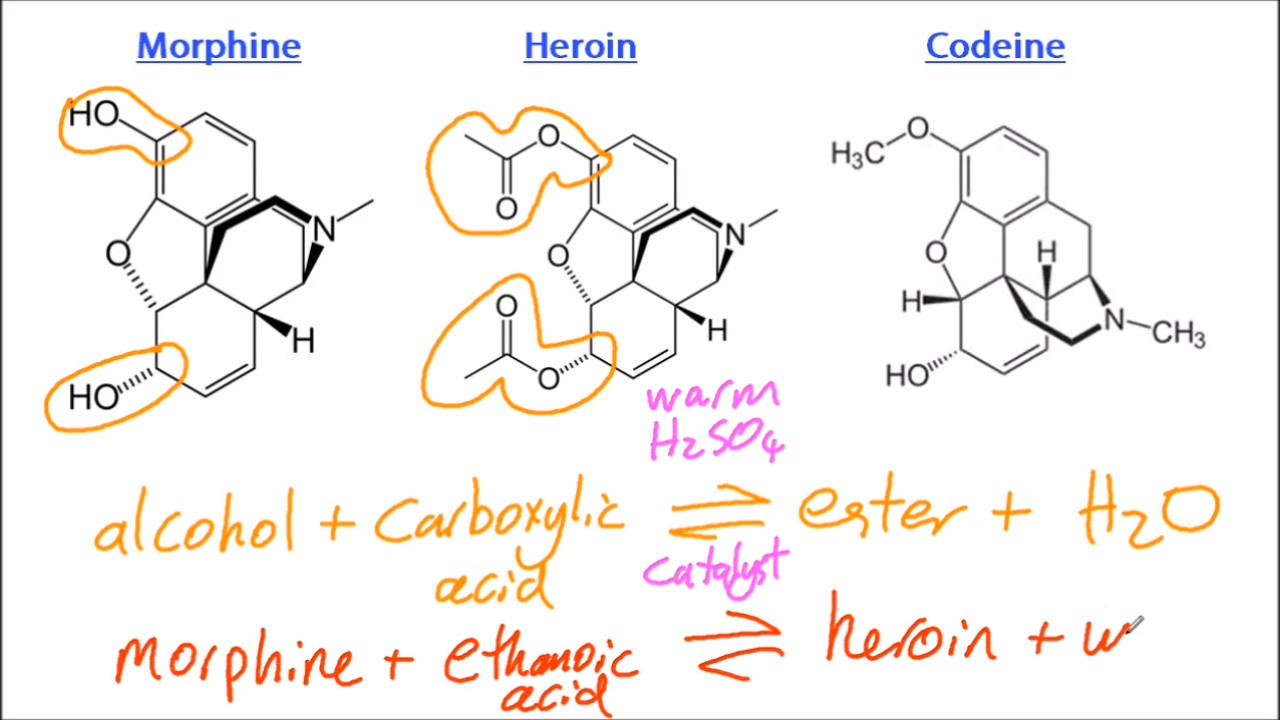 Morphine Heroin Codeine
HO
O
N
O
H
HO
O
O
O
N
O
H
O
O
H₃C
O
H
H
N
CH₃
HO
warm
H₂SO₄
alcohol + carboxylic ⇌ ester + H₂O
acid
catalyst
morphine + ethanoic ⇌ heroin + w
acid